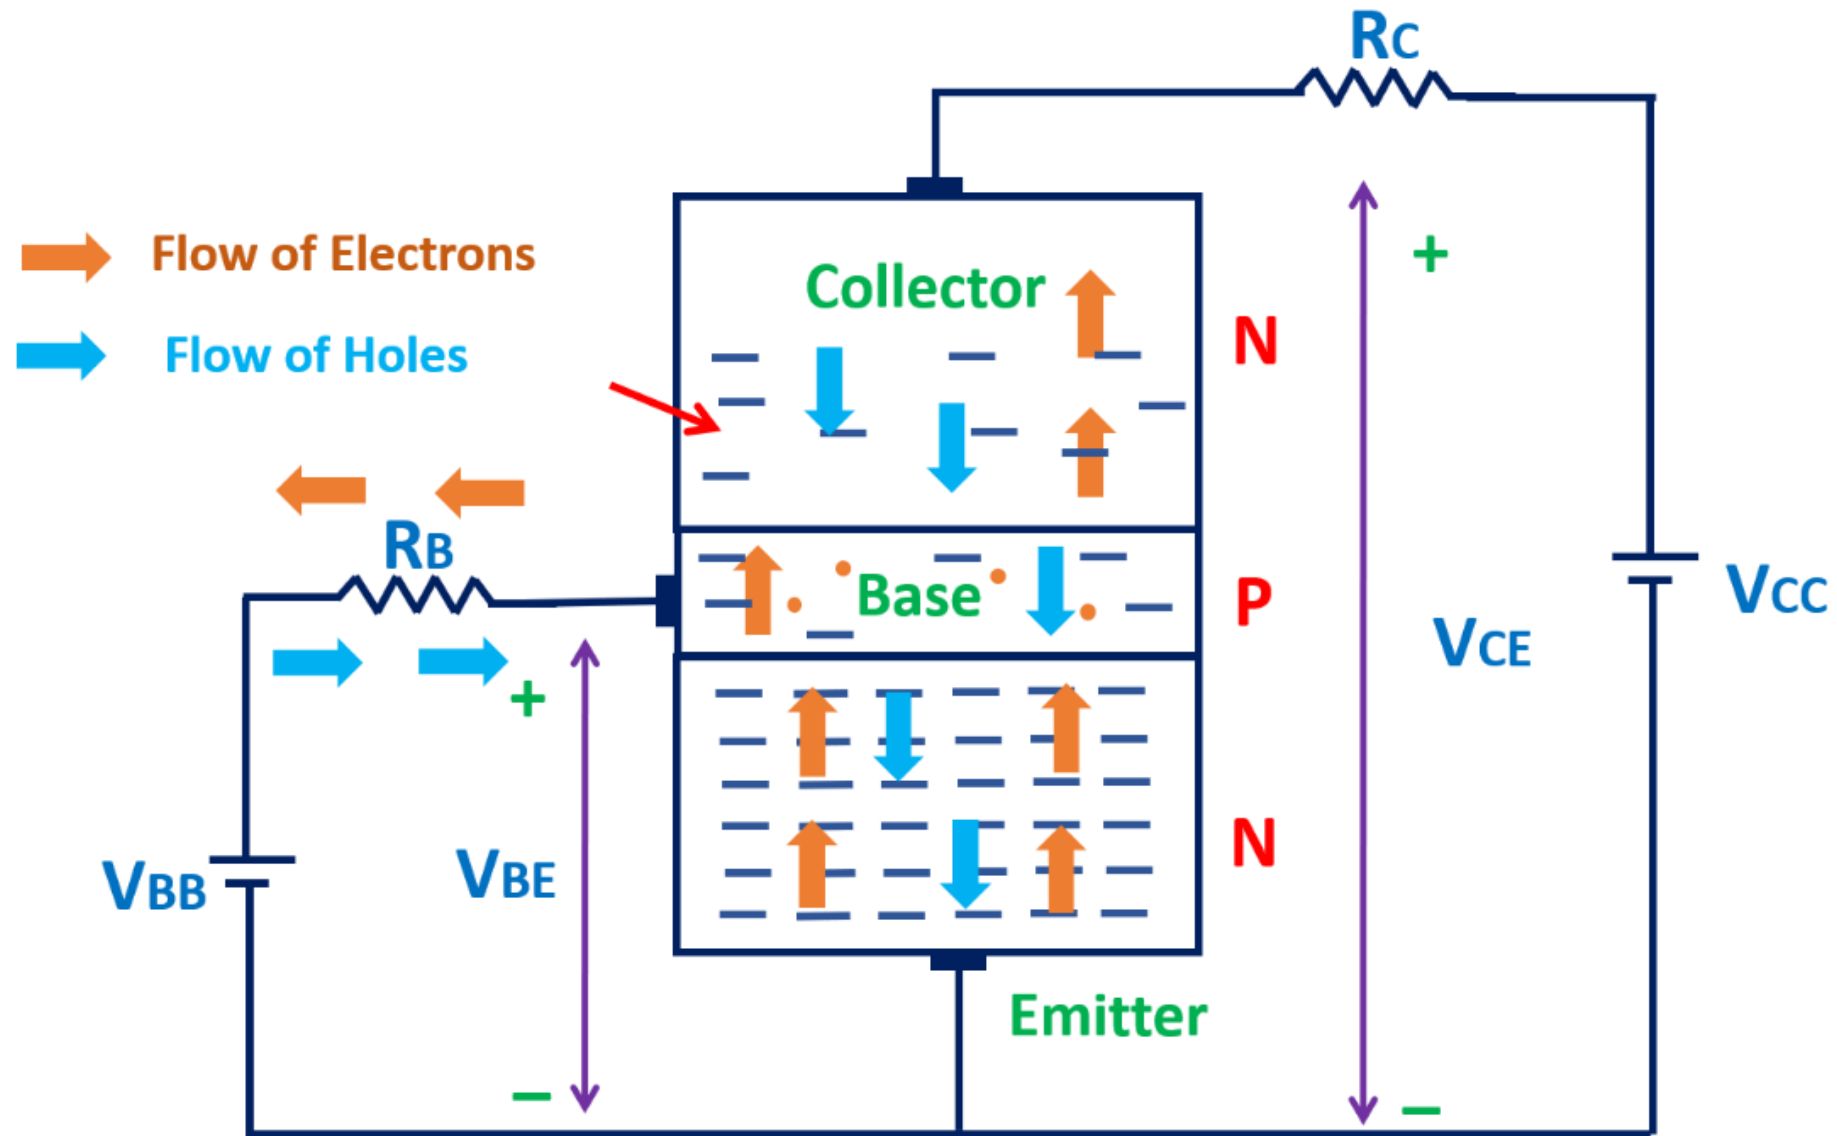 RC
Flow of Electrons
Flow of Holes
Collector
+
N
RB
Base
P
VCC
VCE
+
VBB
VBE
N
Emitter
−
−